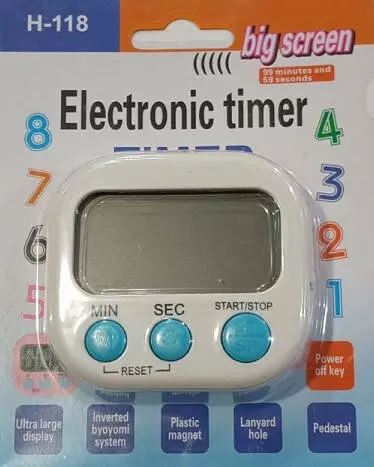 H-118
big screen
99 minutes and
59 seconds
Electronic timer
TIMER
8
7
6
5
4
3
2
1
MIN
SEC
START/STOP
RESET
Power
off key
Ultra large
display
Inverted
byoyomi
system
Plastic
magnet
Lanyard
hole
Pedestal